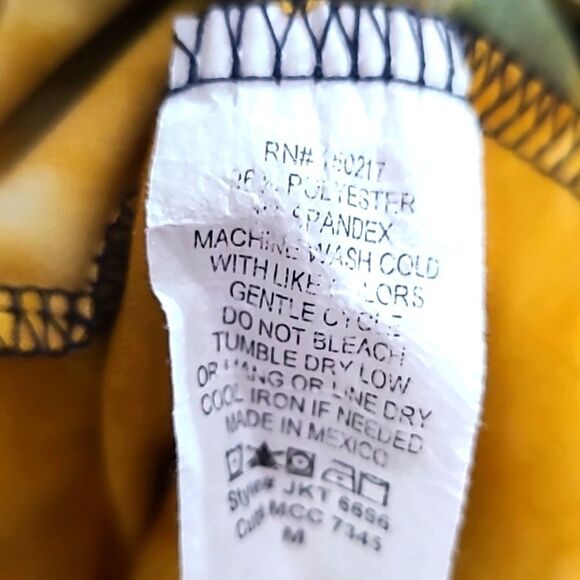 RN#
POLYESTER
SPANDEX
MACHINE WASH COLD
WITH LIKE COLORS
GENTLE CYCLE
DO NOT BLEACH
TUMBLE DRY LOW
OR HANG OR LINE DRY
COOL IRON IF NEEDED
MADE IN MEXICO
Style# JKT 6696
Cut# MCC 7345
M